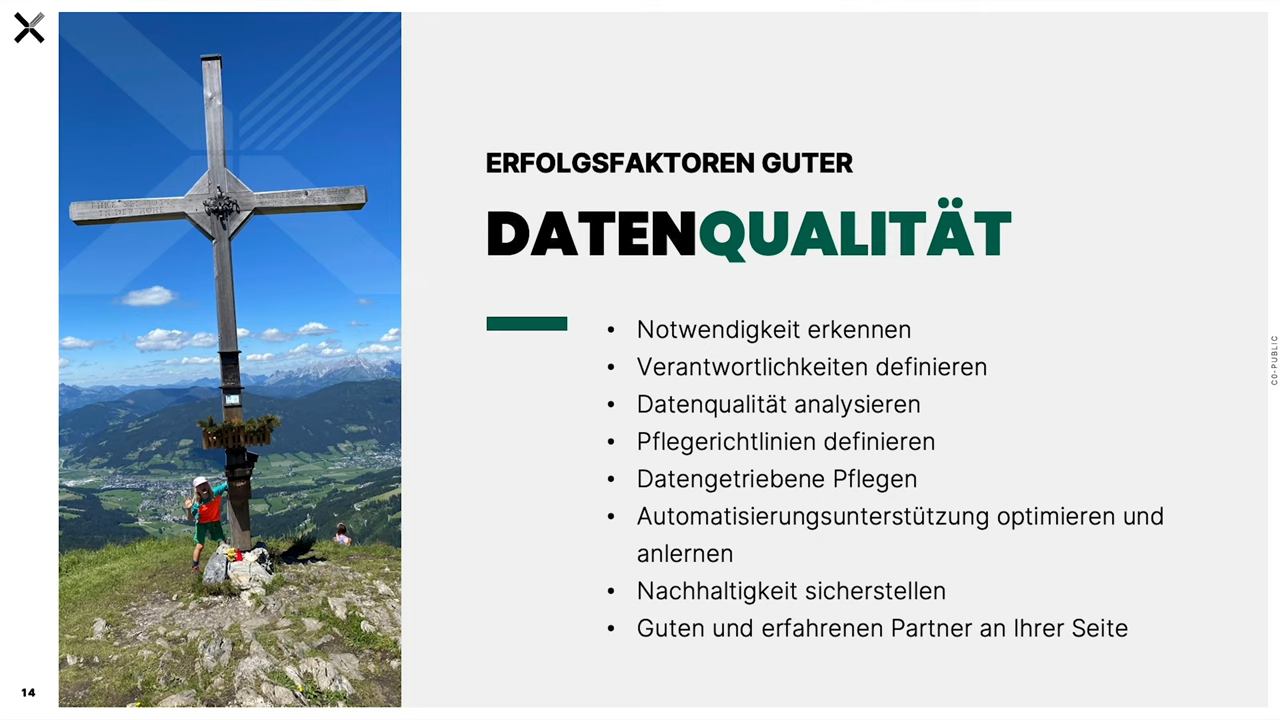 ERFOLGSFAKTOREN GUTER
DATENQUALITÄT
• Notwendigkeit erkennen
• Verantwortlichkeiten definieren
• Datenqualität analysieren
• Pflegerichtlinien definieren
• Datengetriebene Pflegen
• Automatisierungsunterstützung optimieren und
anlernen
• Nachhaltigkeit sicherstellen
• Guten und erfahrenen Partner an Ihrer Seite
C0-PUBLIC
14